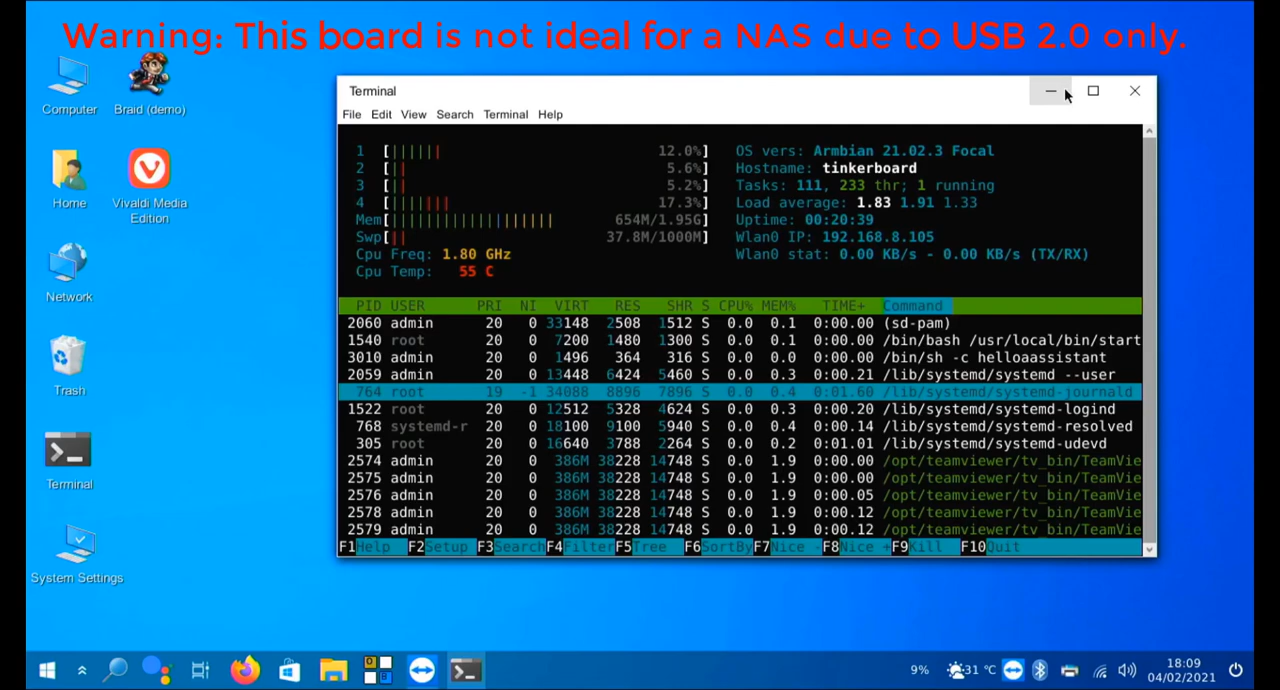 Warning: This board is not ideal for a NAS due to USB 2.0 only.
Computer
Braid (demo)
Home
Vivaldi Media
Edition
Network
Trash
Terminal
System Settings
Terminal
File Edit View Search Terminal Help
1 [|||||| 12.0%] OS vers: Armbian 21.02.3 Focal
2 [|| 5.6%] Hostname: tinkerboard
3 [|| 5.2%] Tasks: 111, 233 thr; 1 running
4 [||||||| 17.3%] Load average: 1.83 1.91 1.33
Mem[|||||||||||||||||||| 654M/1.95G] Uptime: 00:20:39
Swp[|| 37.8M/1000M] Wlan0 IP: 192.168.8.105
Cpu Freq: 1.80 GHz Wlan0 stat: 0.00 KB/s - 0.00 KB/s (TX/RX)
Cpu Temp: 55 C
PID USER PRI NI VIRT RES SHR S CPU% MEM% TIME+ Command
2060 admin 20 0 33148 2508 1512 S 0.0 0.1 0:00.00 (sd-pam)
1540 root 20 0 7200 1480 1300 S 0.0 0.1 0:00.00 /bin/bash /usr/local/bin/start
3010 admin 20 0 1496 364 316 S 0.0 0.0 0:00.00 /bin/sh -c helloaassistant
2059 admin 20 0 13448 6424 5460 S 0.0 0.3 0:00.21 /lib/systemd/systemd --user
764 root 19 -1 34088 8896 7896 S 0.0 0.4 0:01.60 /lib/systemd/systemd-journald
1522 root 20 0 12512 5328 4624 S 0.0 0.3 0:00.20 /lib/systemd/systemd-logind
768 systemd-r 20 0 18100 9100 5940 S 0.0 0.4 0:00.14 /lib/systemd/systemd-resolved
305 root 20 0 16640 3788 2264 S 0.0 0.2 0:01.01 /lib/systemd/systemd-udevd
2574 admin 20 0 386M 38228 14748 S 0.0 1.9 0:00.00 /opt/teamviewer/tv_bin/TeamVie
2575 admin 20 0 386M 38228 14748 S 0.0 1.9 0:00.00 /opt/teamviewer/tv_bin/TeamVie
2576 admin 20 0 386M 38228 14748 S 0.0 1.9 0:00.05 /opt/teamviewer/tv_bin/TeamVie
2578 admin 20 0 386M 38228 14748 S 0.0 1.9 0:00.12 /opt/teamviewer/tv_bin/TeamVie
2579 admin 20 0 386M 38228 14748 S 0.0 1.9 0:00.12 /opt/teamviewer/tv_bin/TeamVie
F1Help F2Setup F3SearchF4FilterF5Tree F6SortByF7Nice -F8Nice +F9Kill F10Quit
9% 31 °C 18:09
04/02/2021